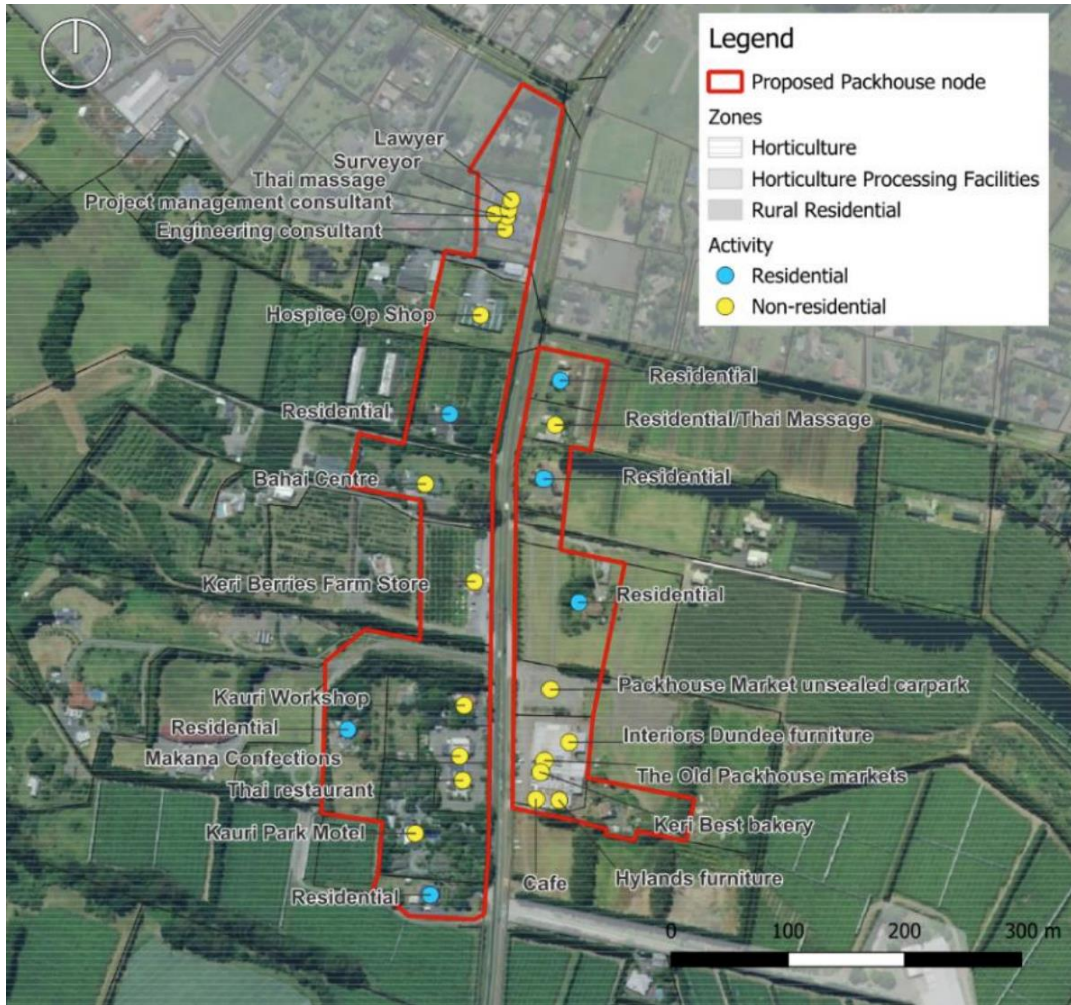 Legend
Proposed Packhouse node
Zones
Horticulture
Horticulture Processing Facilities
Rural Residential
Activity
Residential
Non-residential
Lawyer
Surveyor
Thai massage
Project management consultant
Engineering consultant
Hospice Op Shop
Residential
Residential
Residential/Thai Massage
Bahai Centre
Residential
Keri Berries Farm Store
Residential
Kauri Workshop
Packhouse Market unsealed carpark
Residential
Interiors Dundee furniture
Makana Confections
The Old Packhouse markets
Thai restaurant
Keri Best bakery
Kauri Park Motel
Hylands furniture
Cafe
Residential
0 100 200 300 m